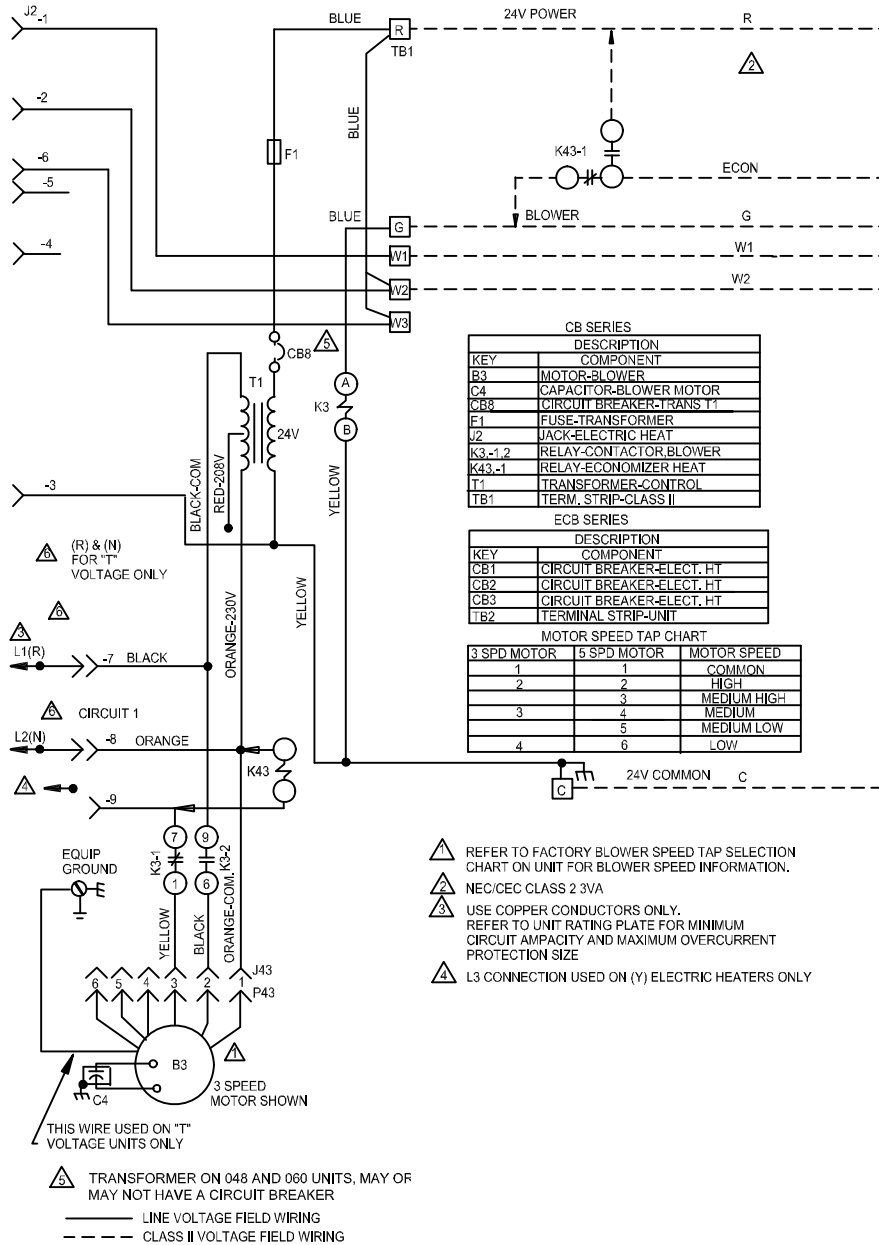 J2 -1
BLUE
R
TB1
24V POWER
R
2
-2
BLUE
F1
K43-1
-6
-5
ECON
BLUE
G
BLOWER
G
-4
W1
W1
W2
W2
W3
CB8
5
T1
24V
A
K3
B
BLACK-COM
RED-208V
YELLOW
-3
6
(R) & (N)
FOR "T"
VOLTAGE ONLY
ORANGE-230V
YELLOW
6
3
L1(R)
-7 BLACK
6
CIRCUIT 1
L2(N)
-8 ORANGE
K43
4
-9
CB SERIES
DESCRIPTION
KEY COMPONENT
B3 MOTOR-BLOWER
C4 CAPACITOR-BLOWER MOTOR
CB8 CIRCUIT BREAKER-TRANS T1
F1 FUSE-TRANSFORMER
J2 JACK-ELECTRIC HEAT
K3,-1,2 RELAY-CONTACTOR,BLOWER
K43,-1 RELAY-ECONOMIZER HEAT
T1 TRANSFORMER-CONTROL
TB1 TERM. STRIP-CLASS II
ECB SERIES
DESCRIPTION
KEY COMPONENT
CB1 CIRCUIT BREAKER-ELECT. HT
CB2 CIRCUIT BREAKER-ELECT. HT
CB3 CIRCUIT BREAKER-ELECT. HT
TB2 TERMINAL STRIP-UNIT
MOTOR SPEED TAP CHART
3 SPD MOTOR 5 SPD MOTOR MOTOR SPEED
1 1 COMMON
2 2 HIGH
3 MEDIUM HIGH
3 4 MEDIUM
5 MEDIUM LOW
4 6 LOW
C
24V COMMON C
EQUIP
GROUND
7
K3-1
1
9
K3-2
6
YELLOW
BLACK
ORANGE-COM.
J43
6 5 4 3 2 1
P43
B3
1
C4
3 SPEED
MOTOR SHOWN
THIS WIRE USED ON "T"
VOLTAGE UNITS ONLY
1 REFER TO FACTORY BLOWER SPEED TAP SELECTION
CHART ON UNIT FOR BLOWER SPEED INFORMATION.
2 NEC/CEC CLASS 2 3VA
3 USE COPPER CONDUCTORS ONLY.
REFER TO UNIT RATING PLATE FOR MINIMUM
CIRCUIT AMPACITY AND MAXIMUM OVERCURRENT
PROTECTION SIZE
4 L3 CONNECTION USED ON (Y) ELECTRIC HEATERS ONLY
5 TRANSFORMER ON 048 AND 060 UNITS, MAY OR
MAY NOT HAVE A CIRCUIT BREAKER
LINE VOLTAGE FIELD WIRING
CLASS II VOLTAGE FIELD WIRING